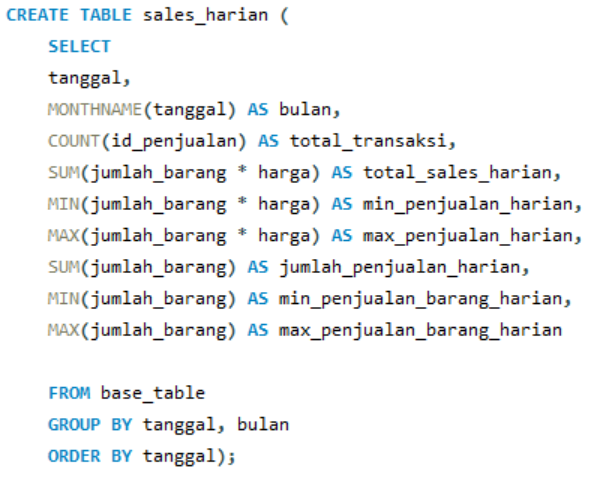 CREATE TABLE sales_harian (
SELECT
tanggal,
MONTHNAME(tanggal) AS bulan,
COUNT(id_penjualan) AS total_transaksi,
SUM(jumlah_barang * harga) AS total_sales_harian,
MIN(jumlah_barang * harga) AS min_penjualan_harian,
MAX(jumlah_barang * harga) AS max_penjualan_harian,
SUM(jumlah_barang) AS jumlah_penjualan_harian,
MIN(jumlah_barang) AS min_penjualan_barang_harian,
MAX(jumlah_barang) AS max_penjualan_barang_harian
FROM base_table
GROUP BY tanggal, bulan
ORDER BY tanggal);